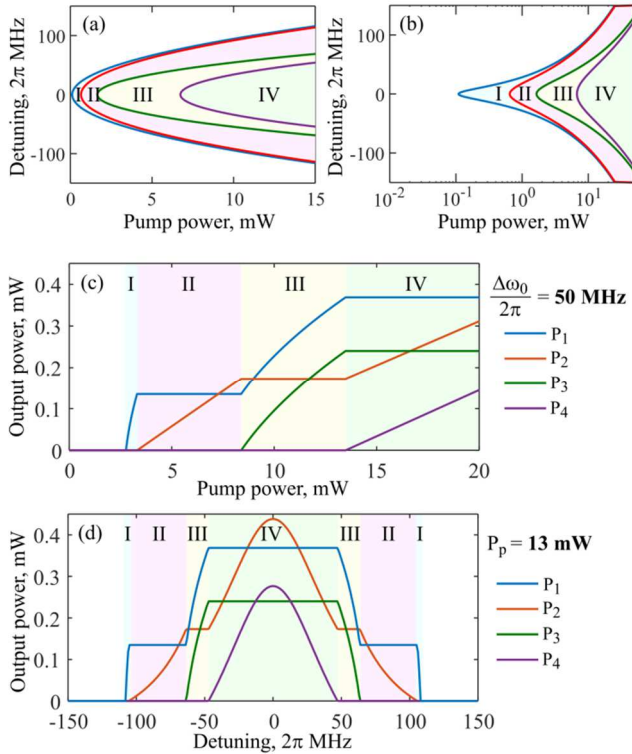 (a)
I
II
III
IV
Detuning, 2π MHz
100
0
-100
0
5
10
15
Pump power, mW
(b)
I
II
III
IV
Detuning, 2π MHz
100
0
100
10⁻²
10⁻¹
10⁰
10¹
Pump power, mW
(c)
I
II
III
IV
Output power, mW
0.4
0.3
0.2
0.1
0
0
5
10
15
20
Pump power, mW
Δω₀/2π = 50 MHz
P₁
P₂
P₃
P₄
(d)
I
II
III
IV
III
II
I
Output power, mW
0.4
0.3
0.2
0.1
0
-150
-100
-50
0
50
100
150
Detuning, 2π MHz
Pₚ = 13 mW
P₁
P₂
P₃
P₄